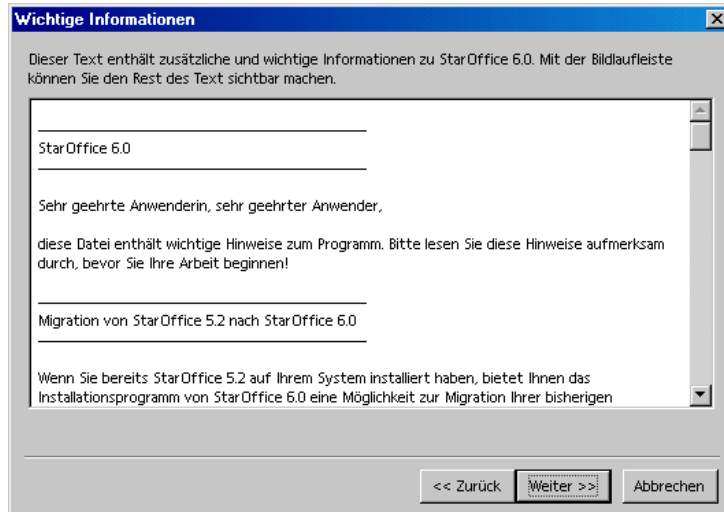 Wichtige Informationen
Dieser Text enthält zusätzliche und wichtige Informationen zu StarOffice 6.0. Mit der Bildlaufleiste
können Sie den Rest des Text sichtbar machen.
StarOffice 6.0
Sehr geehrte Anwenderin, sehr geehrter Anwender,
diese Datei enthält wichtige Hinweise zum Programm. Bitte lesen Sie diese Hinweise aufmerksam
durch, bevor Sie Ihre Arbeit beginnen!
Migration von StarOffice 5.2 nach StarOffice 6.0
Wenn Sie bereits StarOffice 5.2 auf Ihrem System installiert haben, bietet Ihnen das
Installationsprogramm von StarOffice 6.0 eine Möglichkeit zur Migration Ihrer bisherigen
<< Zurück Weiter >> Abbrechen